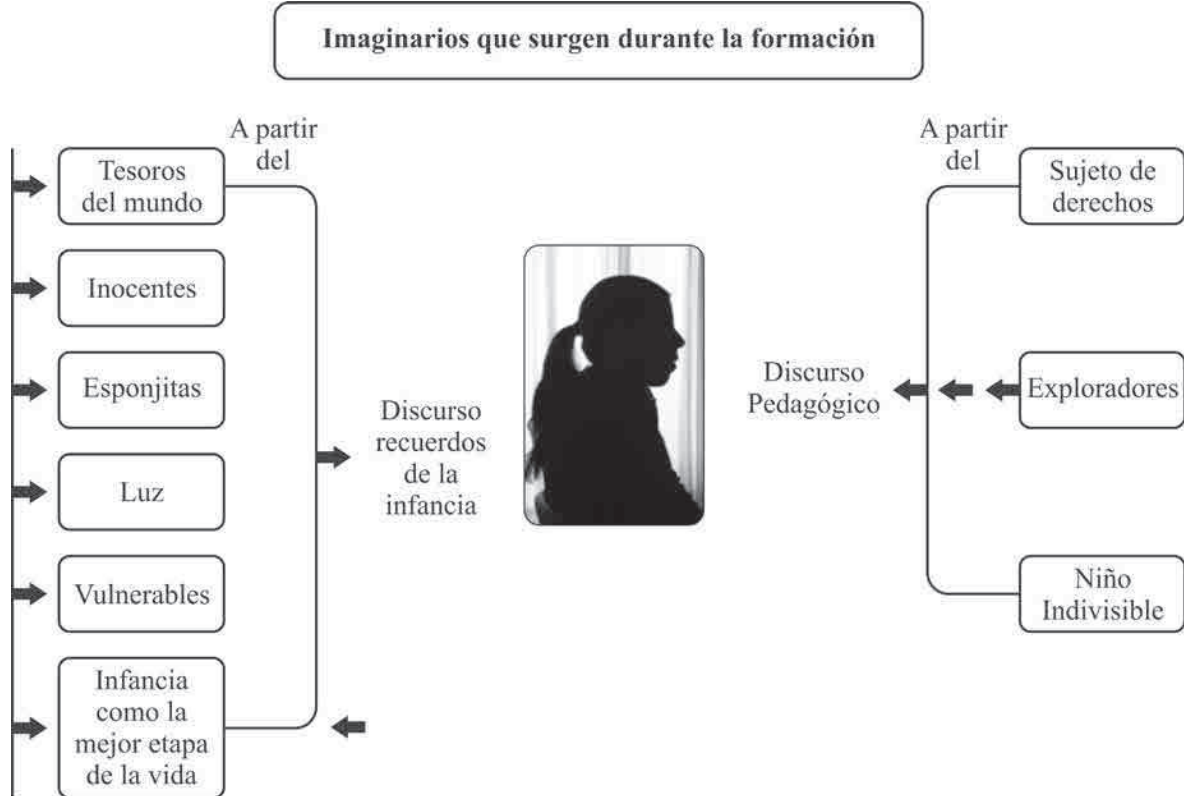 Imaginarios que surgen durante la formación
A partir
del
Tesoros
del mundo
Inocentes
Esponjitas
Luz
Vulnerables
Infancia
como la
mejor etapa
de la vida
Discurso
recuerdos
de la
infancia
Discurso
Pedagógico
A partir
del
Sujeto de
derechos
Exploradores
Niño
Indivisible